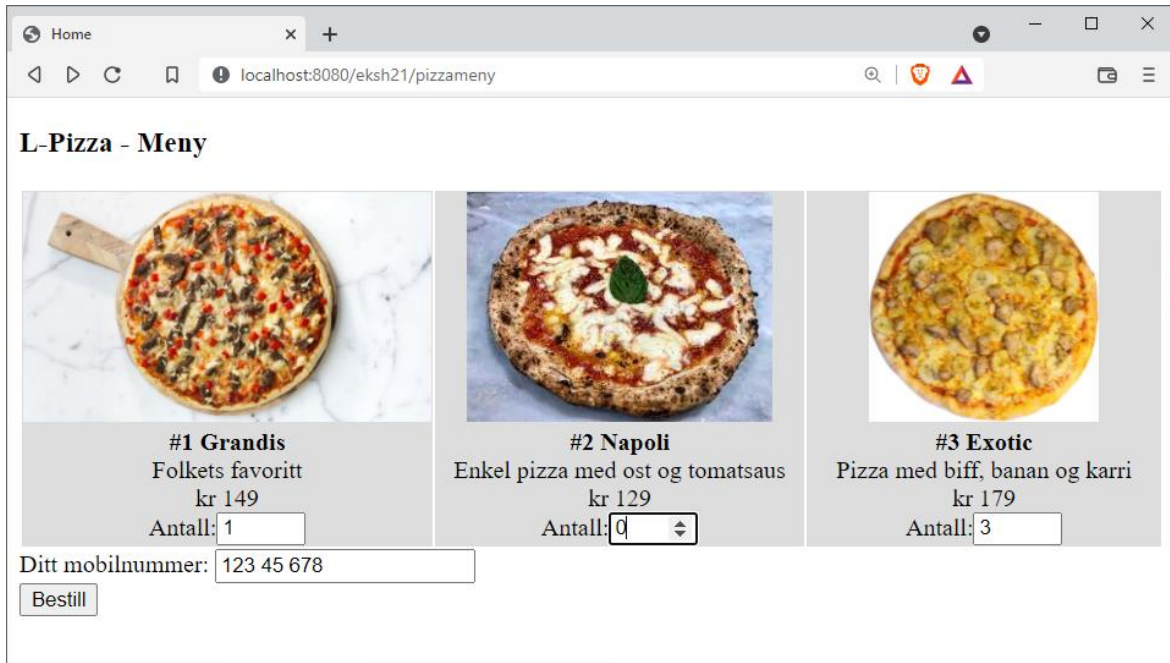 Home
localhost:8080/eksh21/pizzameny
L-Pizza - Meny
#1 Grandis
Folkets favoritt
kr 149
Antall: 1
#2 Napoli
Enkel pizza med ost og tomatsaus
kr 129
Antall: 0
#3 Exotic
Pizza med biff, banan og karri
kr 179
Antall: 3
Ditt mobilnummer: 123 45 678
Bestill